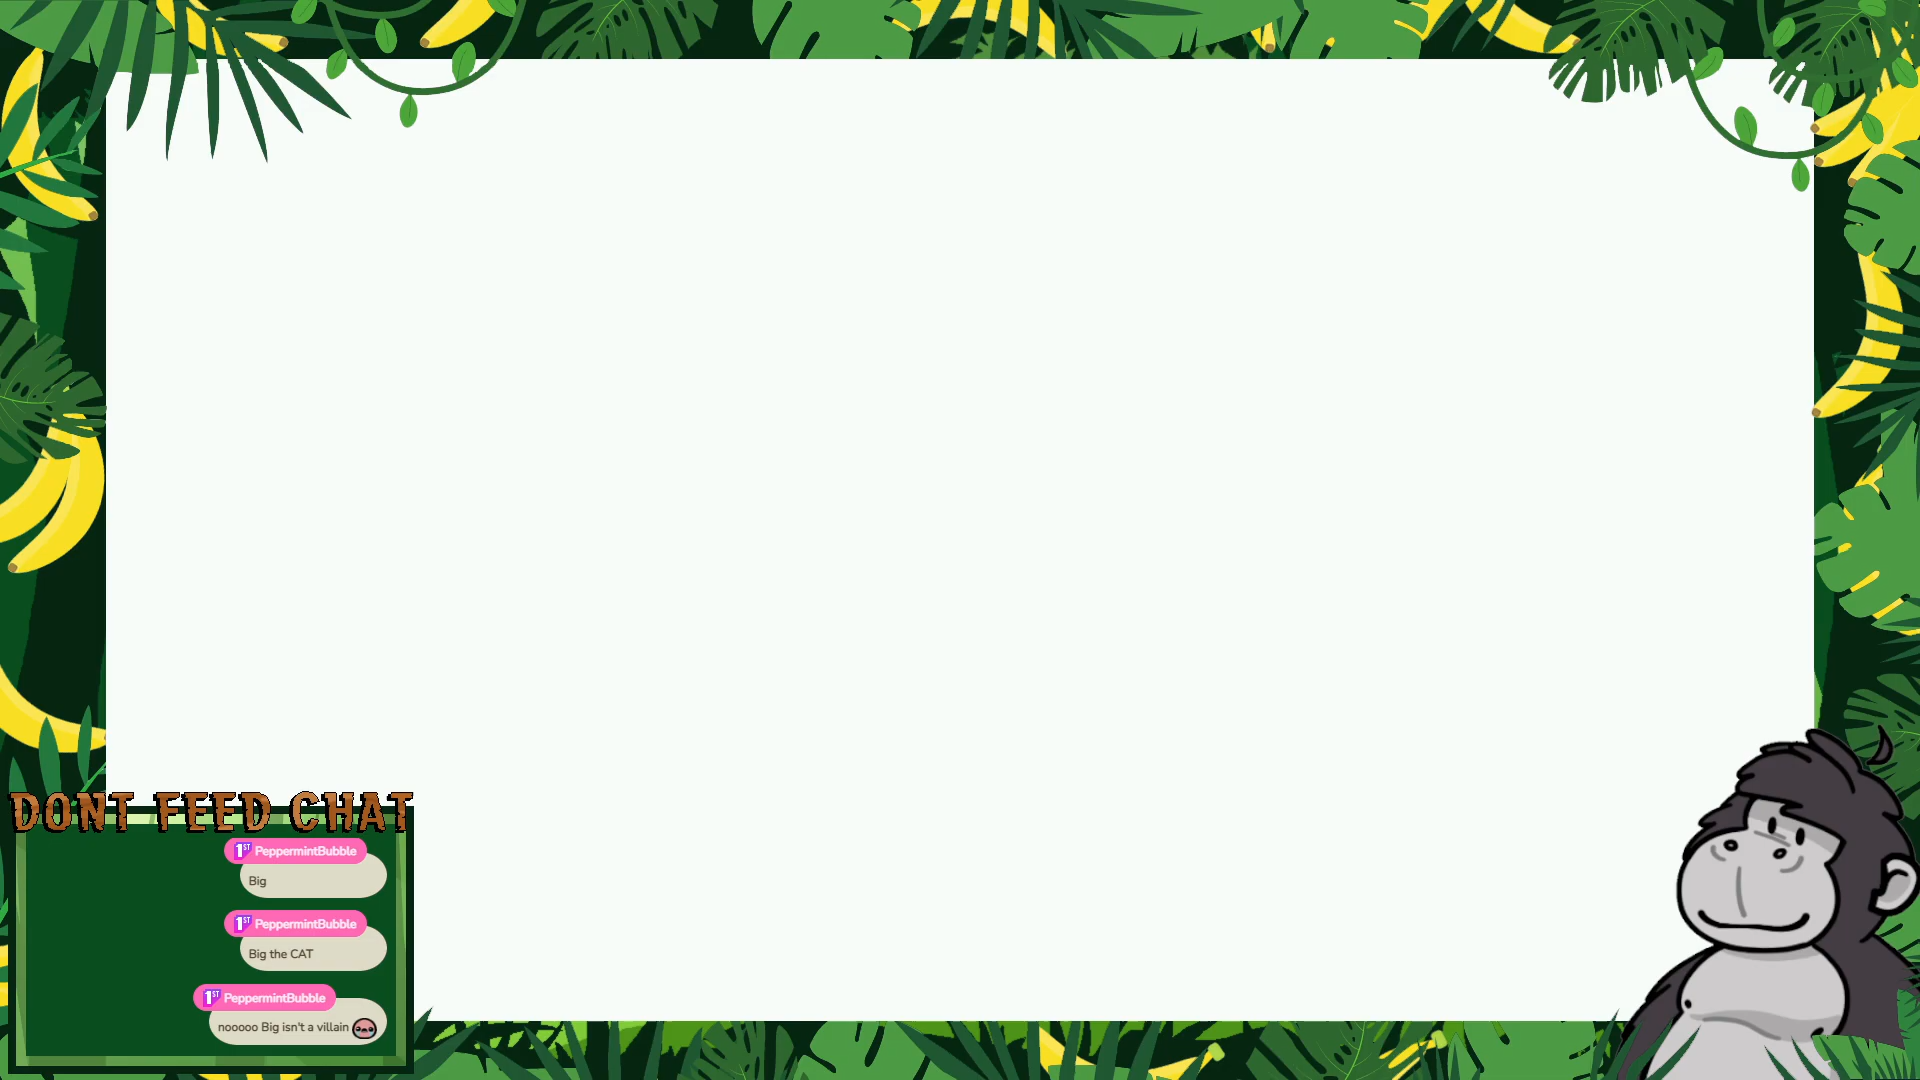 DONT FEED CHAT
1ST PeppermintBubble
Big
1ST PeppermintBubble
Big the CAT
1ST PeppermintBubble
nooooo Big isn't a villain